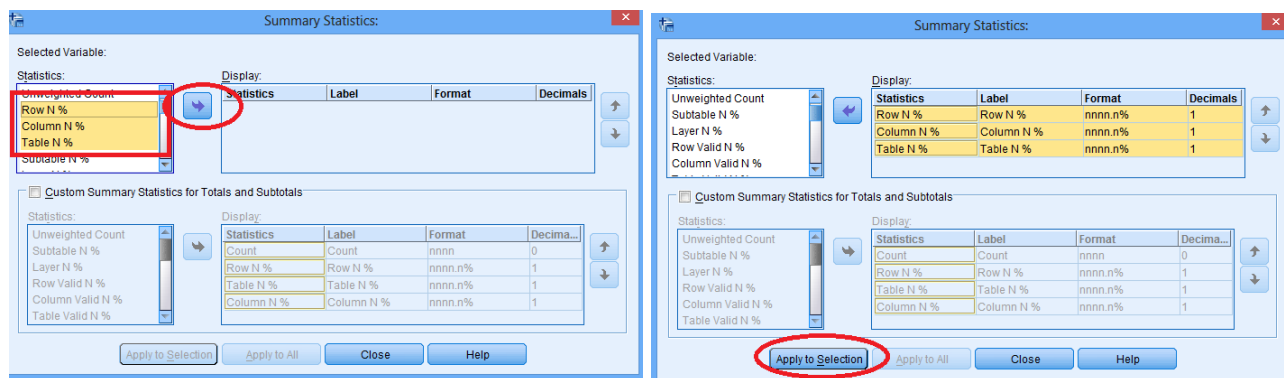 Summary Statistics:
Selected Variable:
Statistics:
Display:
Unweighted Count
Row N %
Column N %
Table N %
Subtable N %
Statistics Label Format Decimals
Custom Summary Statistics for Totals and Subtotals
Statistics:
Display:
Unweighted Count
Subtable N %
Layer N %
Row Valid N %
Column Valid N %
Table Valid N %
Statistics Label Format Decima...
Count Count nnnn 0
Row N % Row N % nnnn.n% 1
Table N % Table N % nnnn.n% 1
Column N % Column N % nnnn.n% 1
Apply to Selection Apply to All Close Help
Summary Statistics:
Selected Variable:
Statistics:
Display:
Unweighted Count
Subtable N %
Layer N %
Row Valid N %
Column Valid N %
Statistics Label Format Decimals
Row N % Row N % nnnn.n% 1
Column N % Column N % nnnn.n% 1
Table N % Table N % nnnn.n% 1
Custom Summary Statistics for Totals and Subtotals
Statistics:
Display:
Unweighted Count
Subtable N %
Layer N %
Row Valid N %
Column Valid N %
Table Valid N %
Statistics Label Format Decima...
Count Count nnnn 0
Row N % Row N % nnnn.n% 1
Table N % Table N % nnnn.n% 1
Column N % Column N % nnnn.n% 1
Apply to Selection Apply to All Close Help